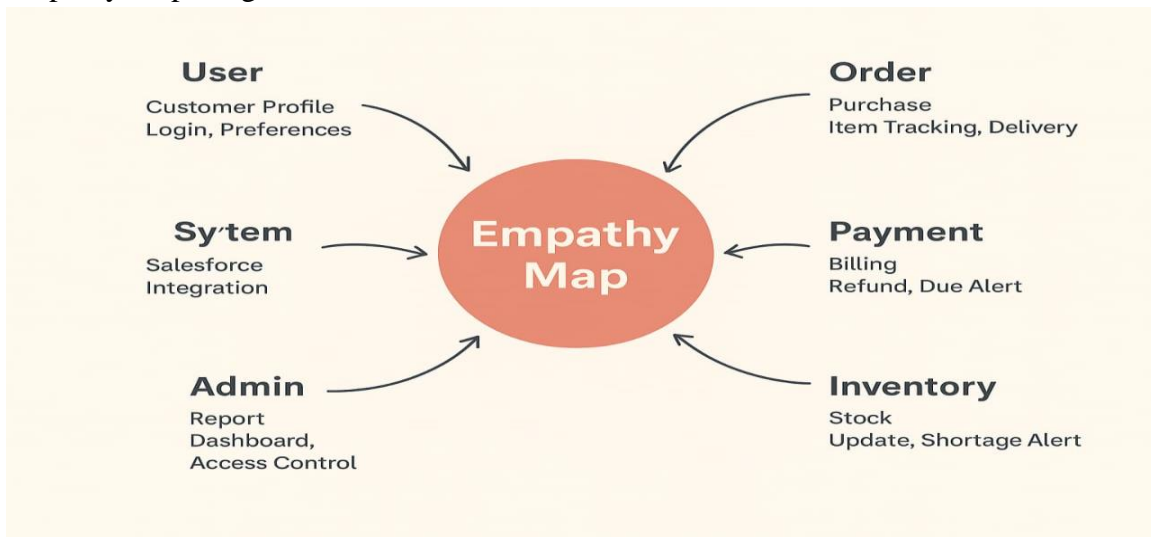 User
Customer Profile
Login, Preferences
Sy׳tem
Salesforce
Integration
Admin
Report
Dashboard,
Access Control
Empathy
Map
Order
Purchase
Item Tracking, Delivery
Payment
Billing
Refund, Due Alert
Inventory
Stock
Update, Shortage Alert